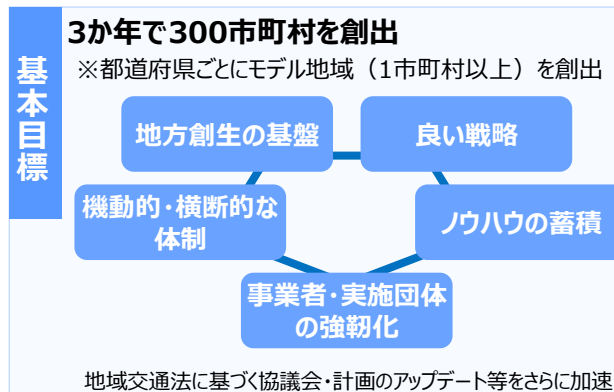 基本目標
3か年で300市町村を創出
※都道府県ごとにモデル地域（1市町村以上）を創出
地方創生の基盤
良い戦略
機動的・横断的な
体制
ノウハウの蓄積
事業者・実施団体
の強靭化
地域交通法に基づく協議会・計画のアップデート等をさらに加速